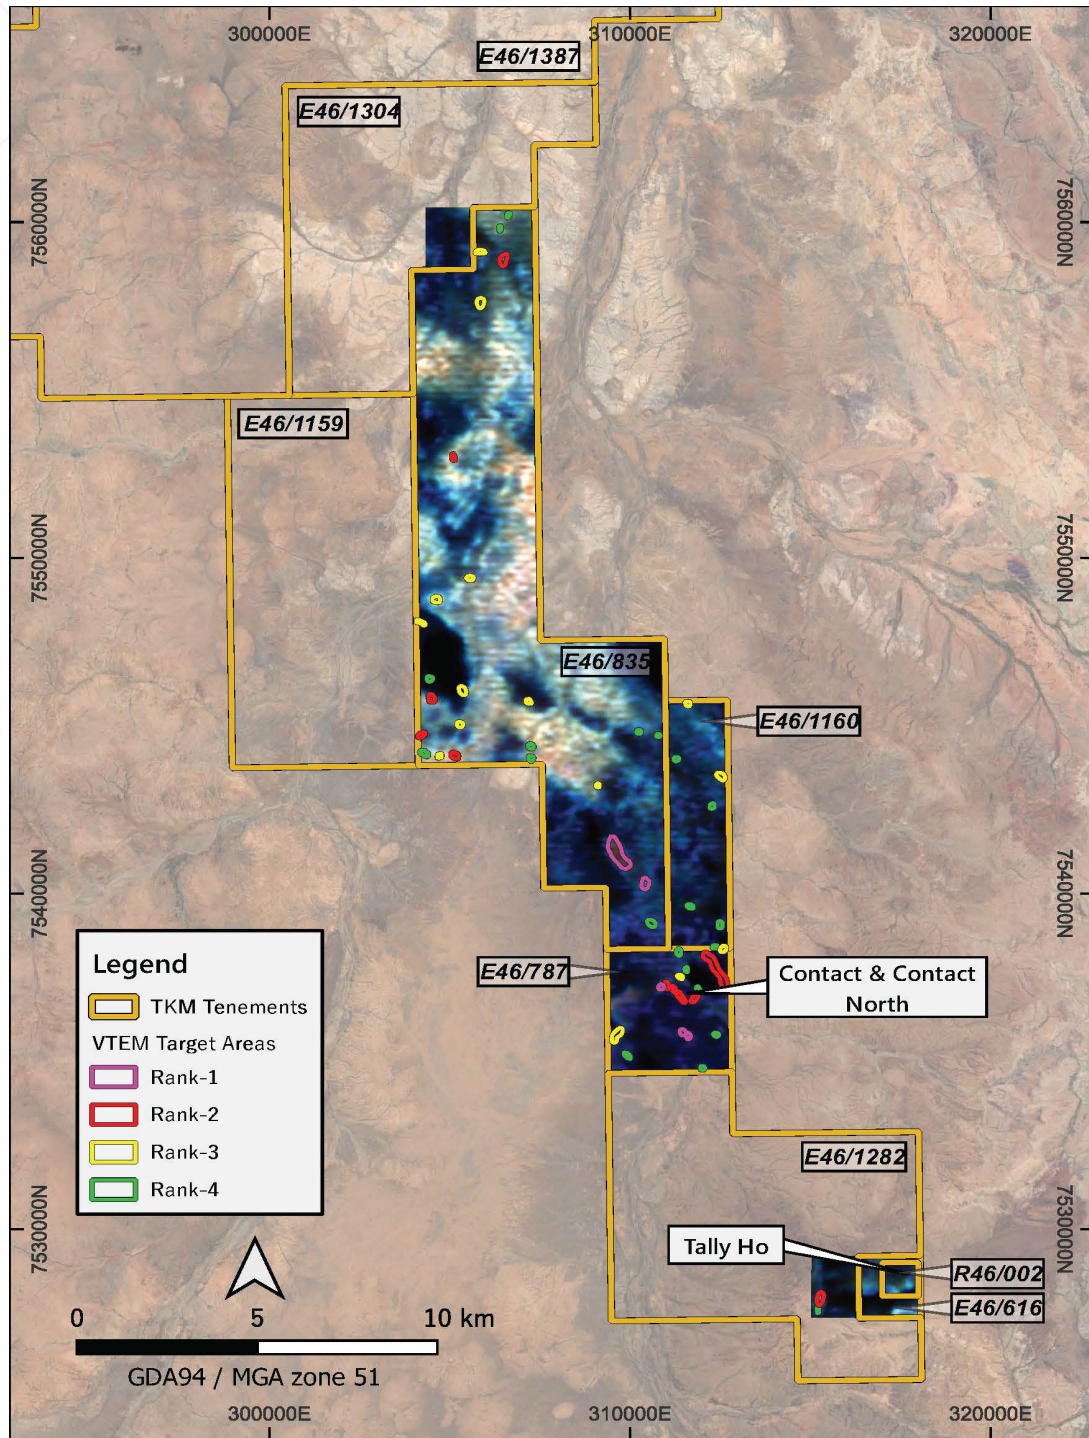 300000E
310000E
320000E
E46/1387
E46/1304
7560000N
7560000N
E46/1159
7550000N
7550000N
E46/835
E46/1160
7540000N
7540000N
Legend
TKM Tenements
VTEM Target Areas
Rank-1
Rank-2
Rank-3
Rank-4
E46/787
Contact & Contact
North
E46/1282
7530000N
7530000N
Tally Ho
R46/002
E46/616
0
5
10 km
GDA94 / MGA zone 51
300000E
310000E
320000E